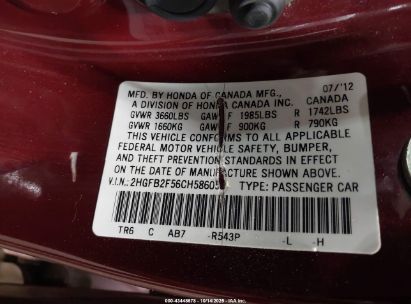 MFD. BY HONDA OF CANADA MFG., 07/'12
A DIVISION OF HONDA CANADA INC. CANADA
GVWR 3660LBS GAWR F 1985LBS R 1742LBS
GVWR 1660KG GAWR F 900KG R 790KG
THIS VEHICLE CONFORMS TO ALL APPLICABLE
FEDERAL MOTOR VEHICLE SAFETY, BUMPER,
AND THEFT PREVENTION STANDARDS IN EFFECT
ON THE DATE OF MANUFACTURE SHOWN ABOVE.
V.I.N.: TYPE: PASSENGER CAR
TR6 C AB7 -R543P -L -H